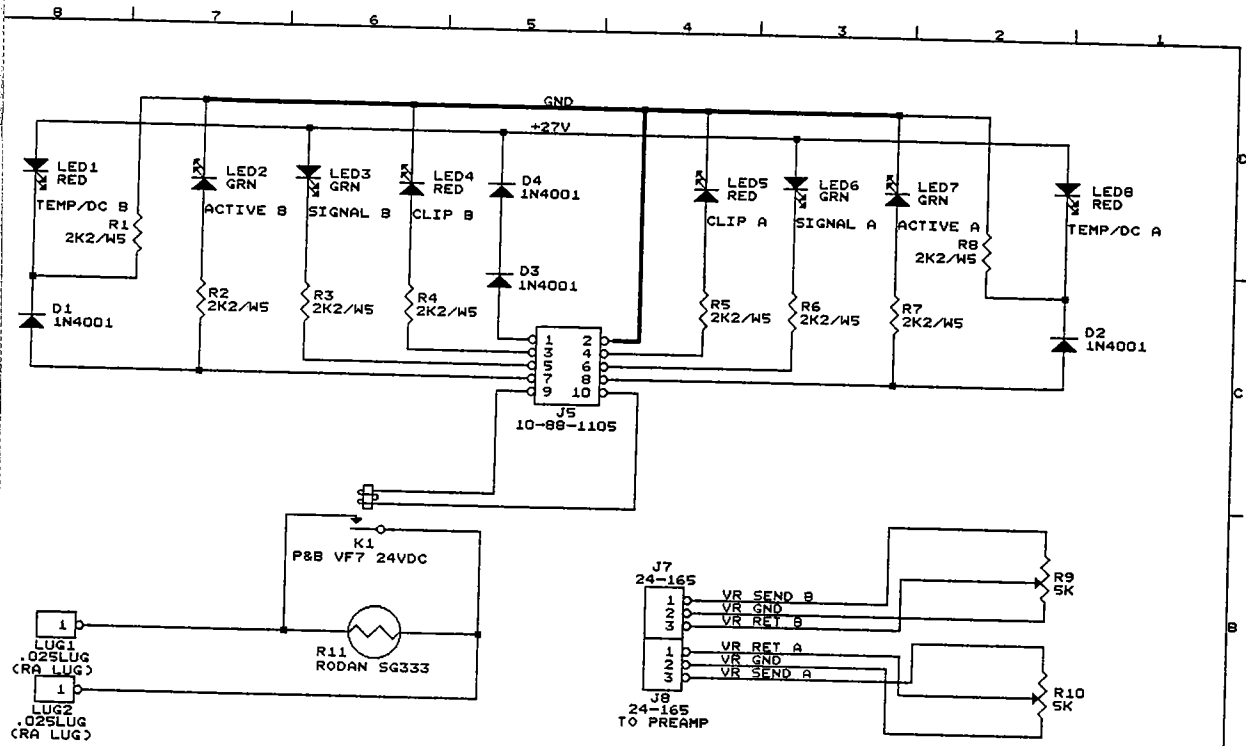 8 7 6 5 4 3 2 1
GND
+27V
D
LED1
RED
TEMP/DC B
R1
2K2/W5
LED2
GRN
ACTIVE B
LED3
GRN
SIGNAL B
LED4
RED
CLIP B
D4
1N4001
LED5
RED
CLIP A
LED6
GRN
SIGNAL A
LED7
GRN
ACTIVE A
R8
2K2/W5
LED8
RED
TEMP/DC A
D1
1N4001
R2
2K2/W5
R3
2K2/W5
R4
2K2/W5
D3
1N4001
R5
2K2/W5
R6
2K2/W5
R7
2K2/W5
D2
1N4001
1 2
3 4
5 6
7 8
9 10
J5
10-88-1105
C
K1
P&B VF7 24VDC
R11
RODAN SG333
1
LUG1
.025LUG
(RA LUG)
1
LUG2
.025LUG
(RA LUG)
J7
24-165
1 VR SEND B
2 VR GND
3 VR RET B
1 VR RET A
2 VR GND
3 VR SEND A
J8
24-165
TO PREAMP
R9
5K
R10
5K
B